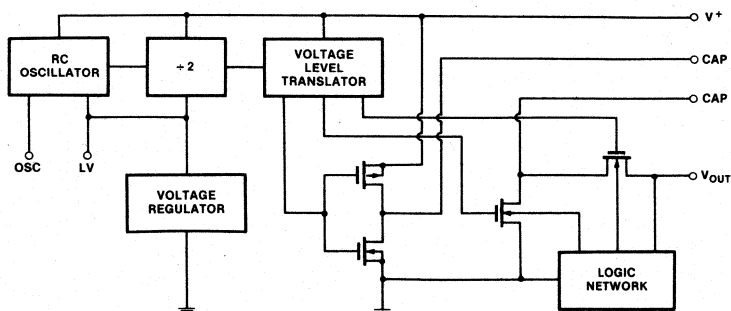 RC
OSCILLATOR
÷2
VOLTAGE
LEVEL
TRANSLATOR
V+
CAP
CAP
OSC
LV
VOLTAGE
REGULATOR
VOUT
LOGIC
NETWORK